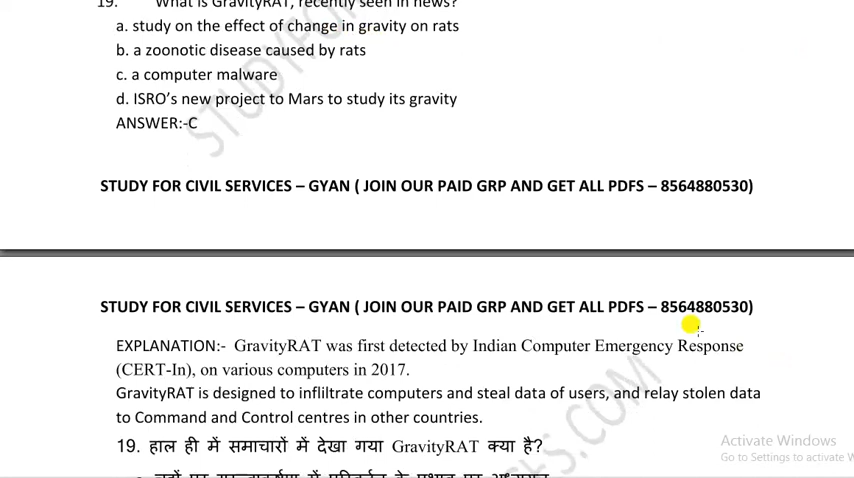 19. What is GravityRAT, recently seen in news?
a. study on the effect of change in gravity on rats
b. a zoonotic disease caused by rats
c. a computer malware
d. ISRO’s new project to Mars to study its gravity
ANSWER:-C
STUDY FOR CIVIL SERVICES – GYAN ( JOIN OUR PAID GRP AND GET ALL PDFS – 8564880530)
STUDY FOR CIVIL SERVICES – GYAN ( JOIN OUR PAID GRP AND GET ALL PDFS – 8564880530)
EXPLANATION:- GravityRAT was first detected by Indian Computer Emergency Response
(CERT-In), on various computers in 2017.
GravityRAT is designed to infliltrate computers and steal data of users, and relay stolen data
to Command and Control centres in other countries.
19. हाल ही में समाचारों में देखा गया GravityRAT क्या है?
Activate Windows
Go to Settings to activate W